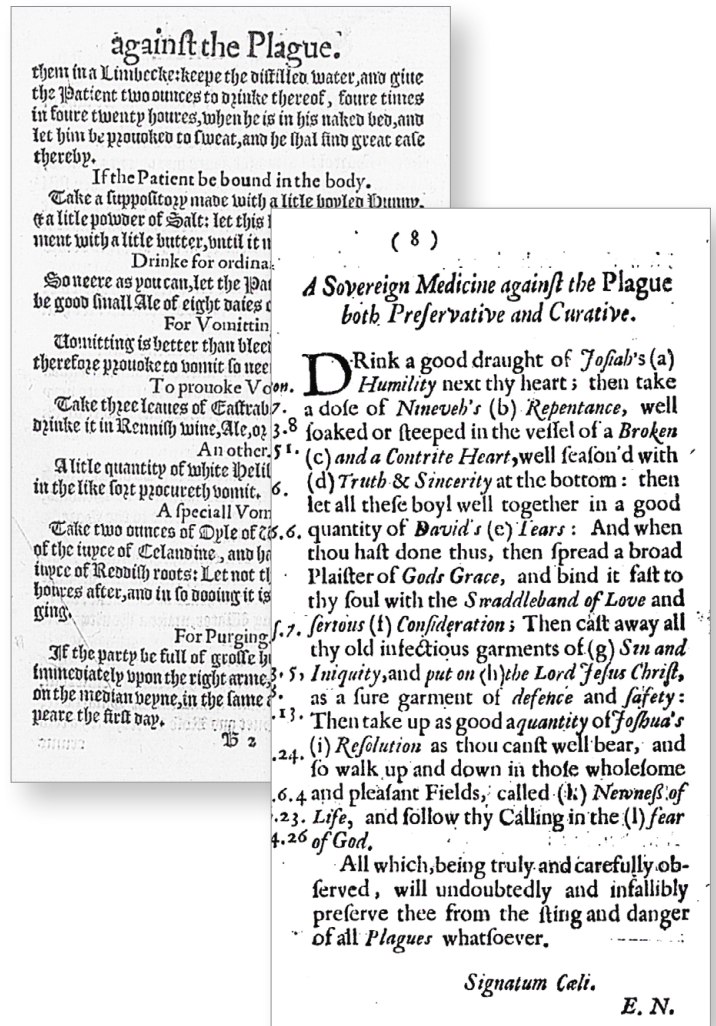 againſt the Plague.
them in a Limbecke: keepe the diſtilled water, and giue
the Patient two ounces to drinke thereof, foure times
in foure twenty houres, when he is in his naked bed, and
let him be prouoked to ſweat, and he ſhal find great eaſe
thereby.
If the Patient be bound in the body.
Take a ſuppoſitory made with a litle boyled Hunny,
& a litle powder of Salt: let this
ment with a litle butter, vntil it
Drinke for ordina
So neere as you can, let the
be good ſmall Ale of eight daies
For Vomittin
Uomitting is better than
therefore prouoke to vomit ſo
To prouoke
Take three leaues of
drinke it in Renniſh wine, Ale, or
An other.
A litle quantity of white
in the like ſort procureth vomit.
A ſpeciall
Take two ounces of Oyle of
of the iuyce of Celandine, and
iuyce of Reddiſh roots: Let not
houres after, and in ſo dooing it is
ging.
For Purging
If the party be full of groſſe
immediately vpon the right arme,
on the median veyne, in the ſame
peare the firſt day.
B 2
( 8 )
A Sovereign Medicine againſt the Plague
both Preſervative and Curative.
DRink a good draught of Joſiah's (a)
Humility next thy heart; then take
a doſe of Nineveh's (b) Repentance, well
ſoaked or ſteeped in the veſſel of a Broken
(c) and a Contrite Heart, well ſeaſon'd with
(d) Truth & Sincerity at the bottom: then
let all theſe boyl well together in a good
quantity of David's (e) Tears: And when
thou haſt done thus, then ſpread a broad
Plaiſter of Gods Grace, and bind it faſt to
thy ſoul with the Swaddleband of Love and
ſerious (f) Conſideration; Then caſt away all
thy old infectious garments of (g) Sin and
Iniquity, and put on (h) the Lord Jeſus Chriſt,
as a ſure garment of defence and ſafety:
Then take up as good a quantity of Joſhua's
(i) Reſolution as thou canſt well bear, and
ſo walk up and down in thoſe wholeſome
and pleaſant Fields, called (k) Newneß of
Life, and follow thy Calling in the (l) fear
of God.
All which, being truly and carefully ob-
ſerved, will undoubtedly and infallibly
preſerve thee from the ſting and danger
of all Plagues whatſoever.
Signatum Cæli.
E. N.